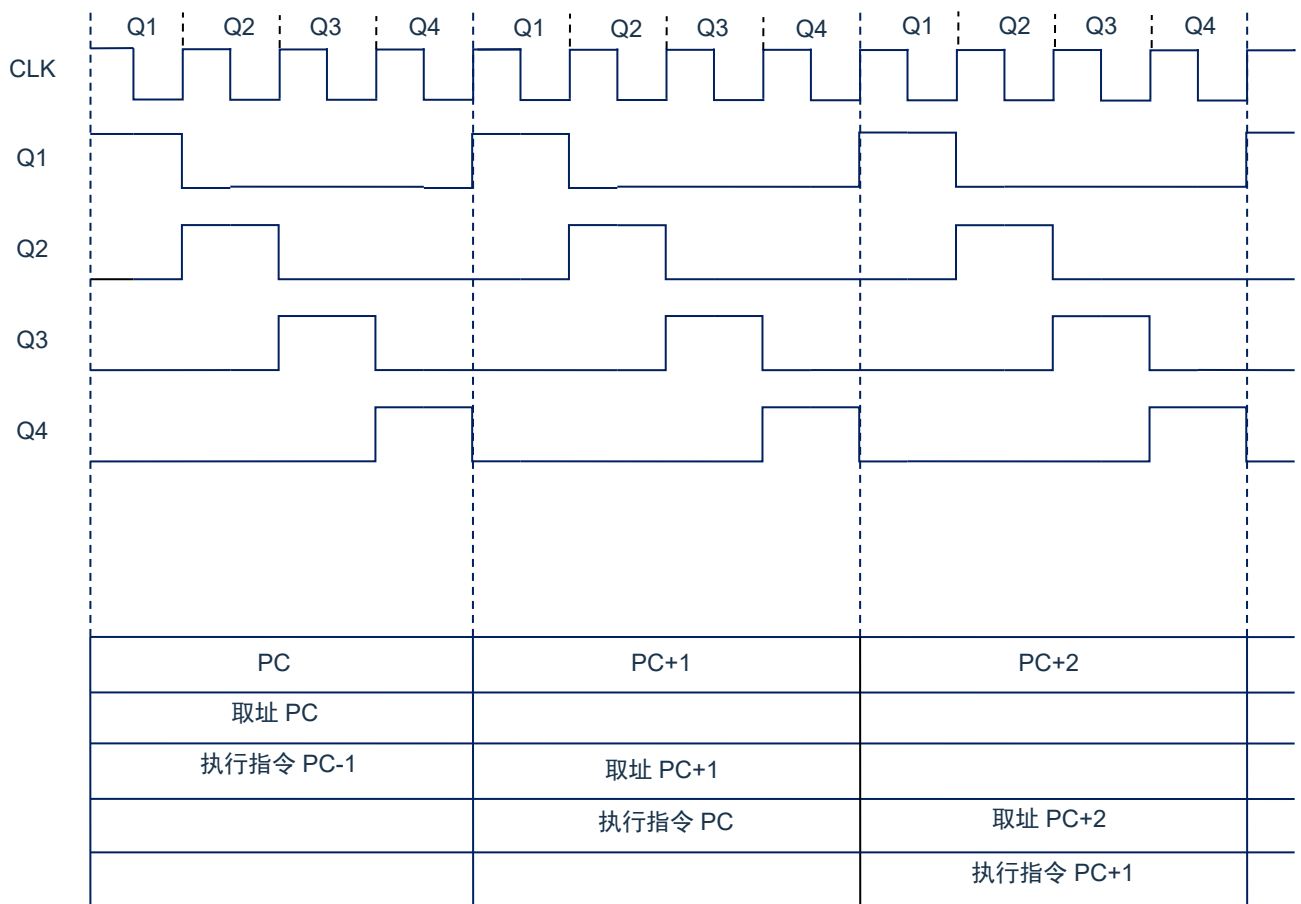 Q1 Q2 Q3 Q4 Q1 Q2 Q3 Q4 Q1 Q2 Q3 Q4
CLK
Q1
Q2
Q3
Q4
PC PC+1 PC+2
取址 PC
执行指令 PC-1 取址 PC+1
执行指令 PC 取址 PC+2
执行指令 PC+1